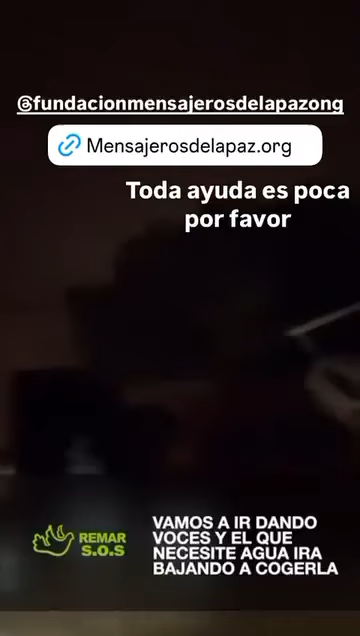 @fundacionmensajerosdelapazong
Mensajerosdelapaz.org
Toda ayuda es poca
por favor
REMAR
S.O.S
VAMOS A IR DANDO
VOCES Y EL QUE
NECESITE AGUA IRA
BAJANDO A COGERLA